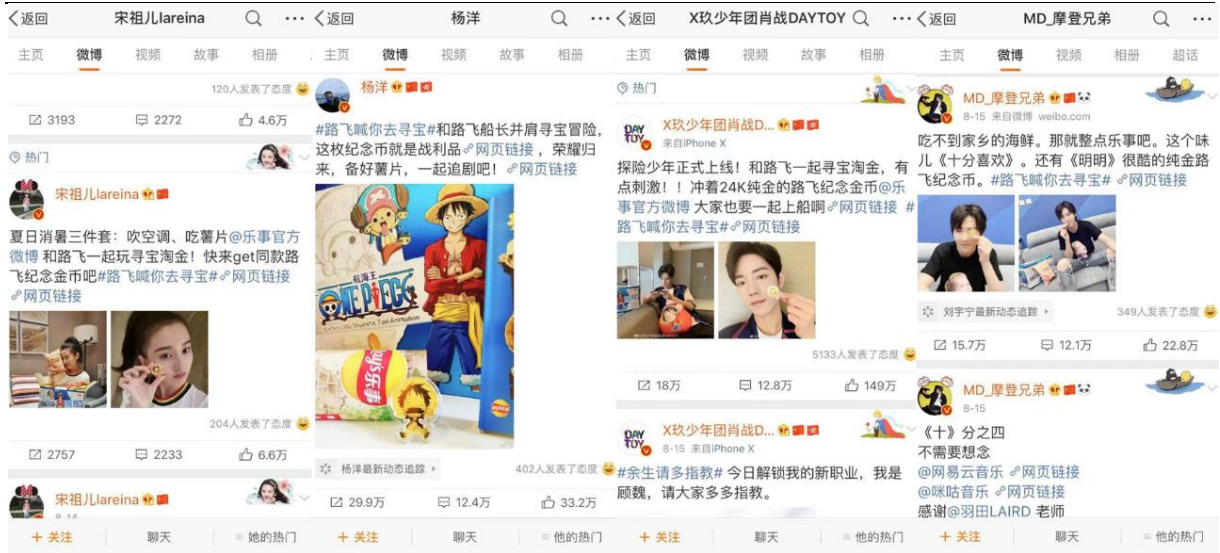 返回
宋祖儿lareina
主页
微博
视频
故事
相册
120人发表了态度
3193
2272
4.6万
热门
宋祖儿lareina
夏日消暑三件套：吹空调、吃薯片@乐事官方
微博 和路飞一起玩寻宝淘金！快来get同款路
飞纪念金币吧#路飞喊你去寻宝#网页链接
网页链接
204人发表了态度
2757
2233
6.6万
宋祖儿lareina
8-14
+ 关注
聊天
她的热门
返回
杨洋
主页
微博
视频
故事
相册
杨洋
#路飞喊你去寻宝#和路飞船长并肩寻宝冒险，
这枚纪念币就是战利品网页链接 ，荣耀归
来，备好薯片，一起追剧吧！网页链接
航海王
ONE PIECE
Lay's乐事
杨洋最新动态追踪
402人发表了态度
29.9万
12.4万
33.2万
+ 关注
聊天
他的热门
返回
X玖少年团肖战DAYTOY
主页
微博
视频
故事
相册
热门
DAY
TOY
X玖少年团肖战D...
来自iPhone X
探险少年正式上线！和路飞一起寻宝淘金，有
点刺激！！冲着24K纯金的路飞纪念金币@乐
事官方微博 大家也要一起上船啊网页链接 #
路飞喊你去寻宝#网页链接
5133人发表了态度
18万
12.8万
149万
DAY
TOY
X玖少年团肖战D...
8-15 来自iPhone X
#余生请多指教# 今日解锁我的新职业，我是
顾魏，请大家多多指教。
+ 关注
聊天
他的热门
返回
MD_摩登兄弟
主页
微博
视频
相册
超话
MD_摩登兄弟
8-15 来自微博 weibo.com
吃不到家乡的海鲜。那就整点乐事吧。这个味
儿《十分喜欢》。还有《明明》很酷的纯金路
飞纪念币。#路飞喊你去寻宝# 网页链接
刘宇宁最新动态追踪
349人发表了态度
15.7万
12.1万
22.8万
MD_摩登兄弟
8-15
《十》分之四
不需要想念
@网易云音乐 网页链接
@咪咕音乐 网页链接
感谢@羽田LAIRD 老师
+ 关注
聊天
他的热门